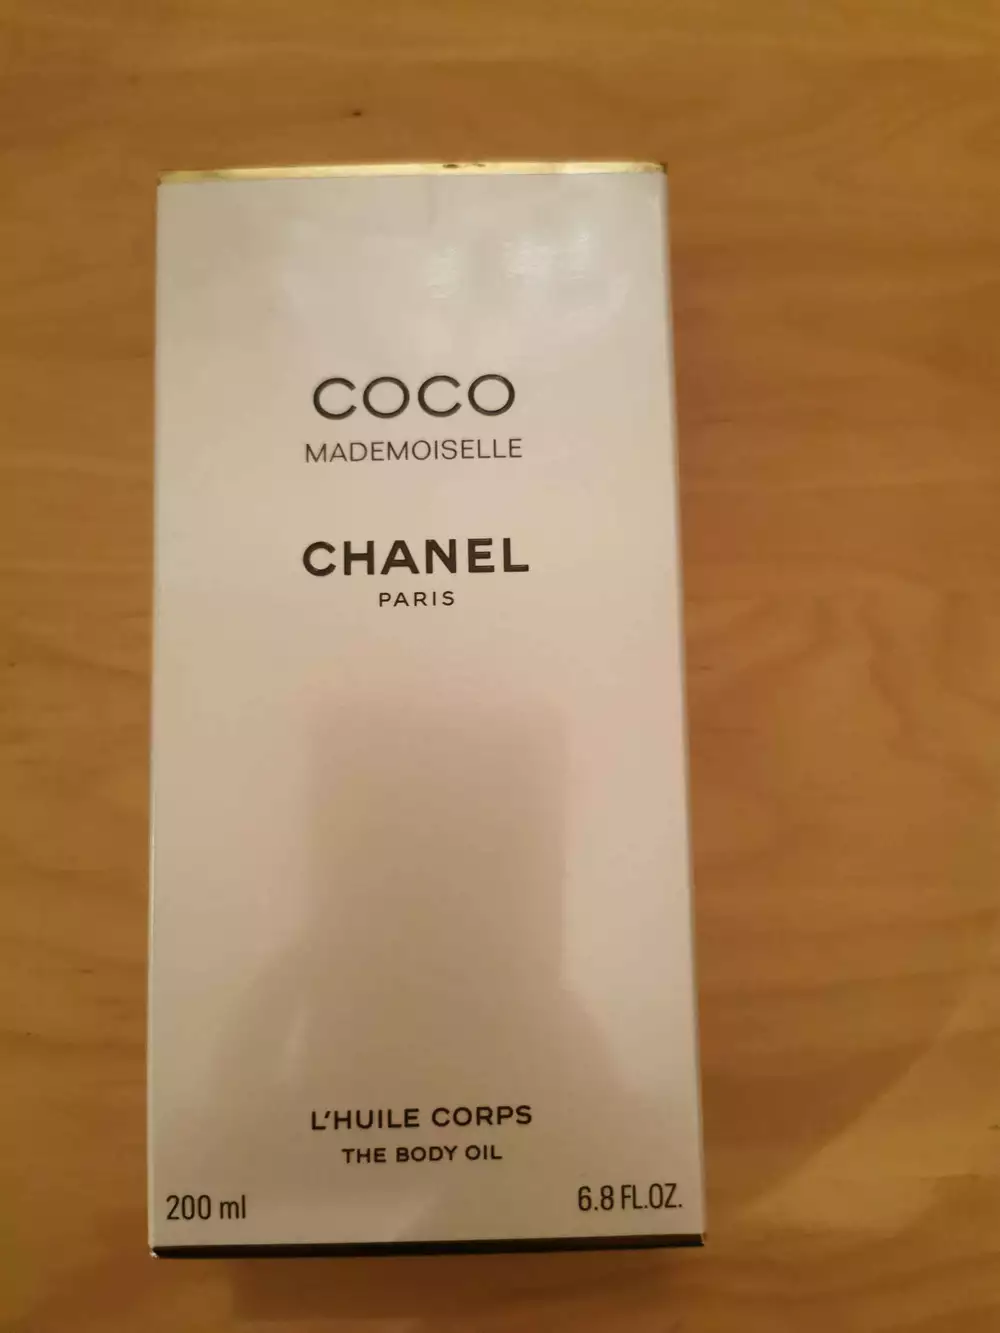 COCO
MADEMOISELLE
CHANEL
PARIS
L'HUILE CORPS
THE BODY OIL
200 ml
6.8 FL.OZ.